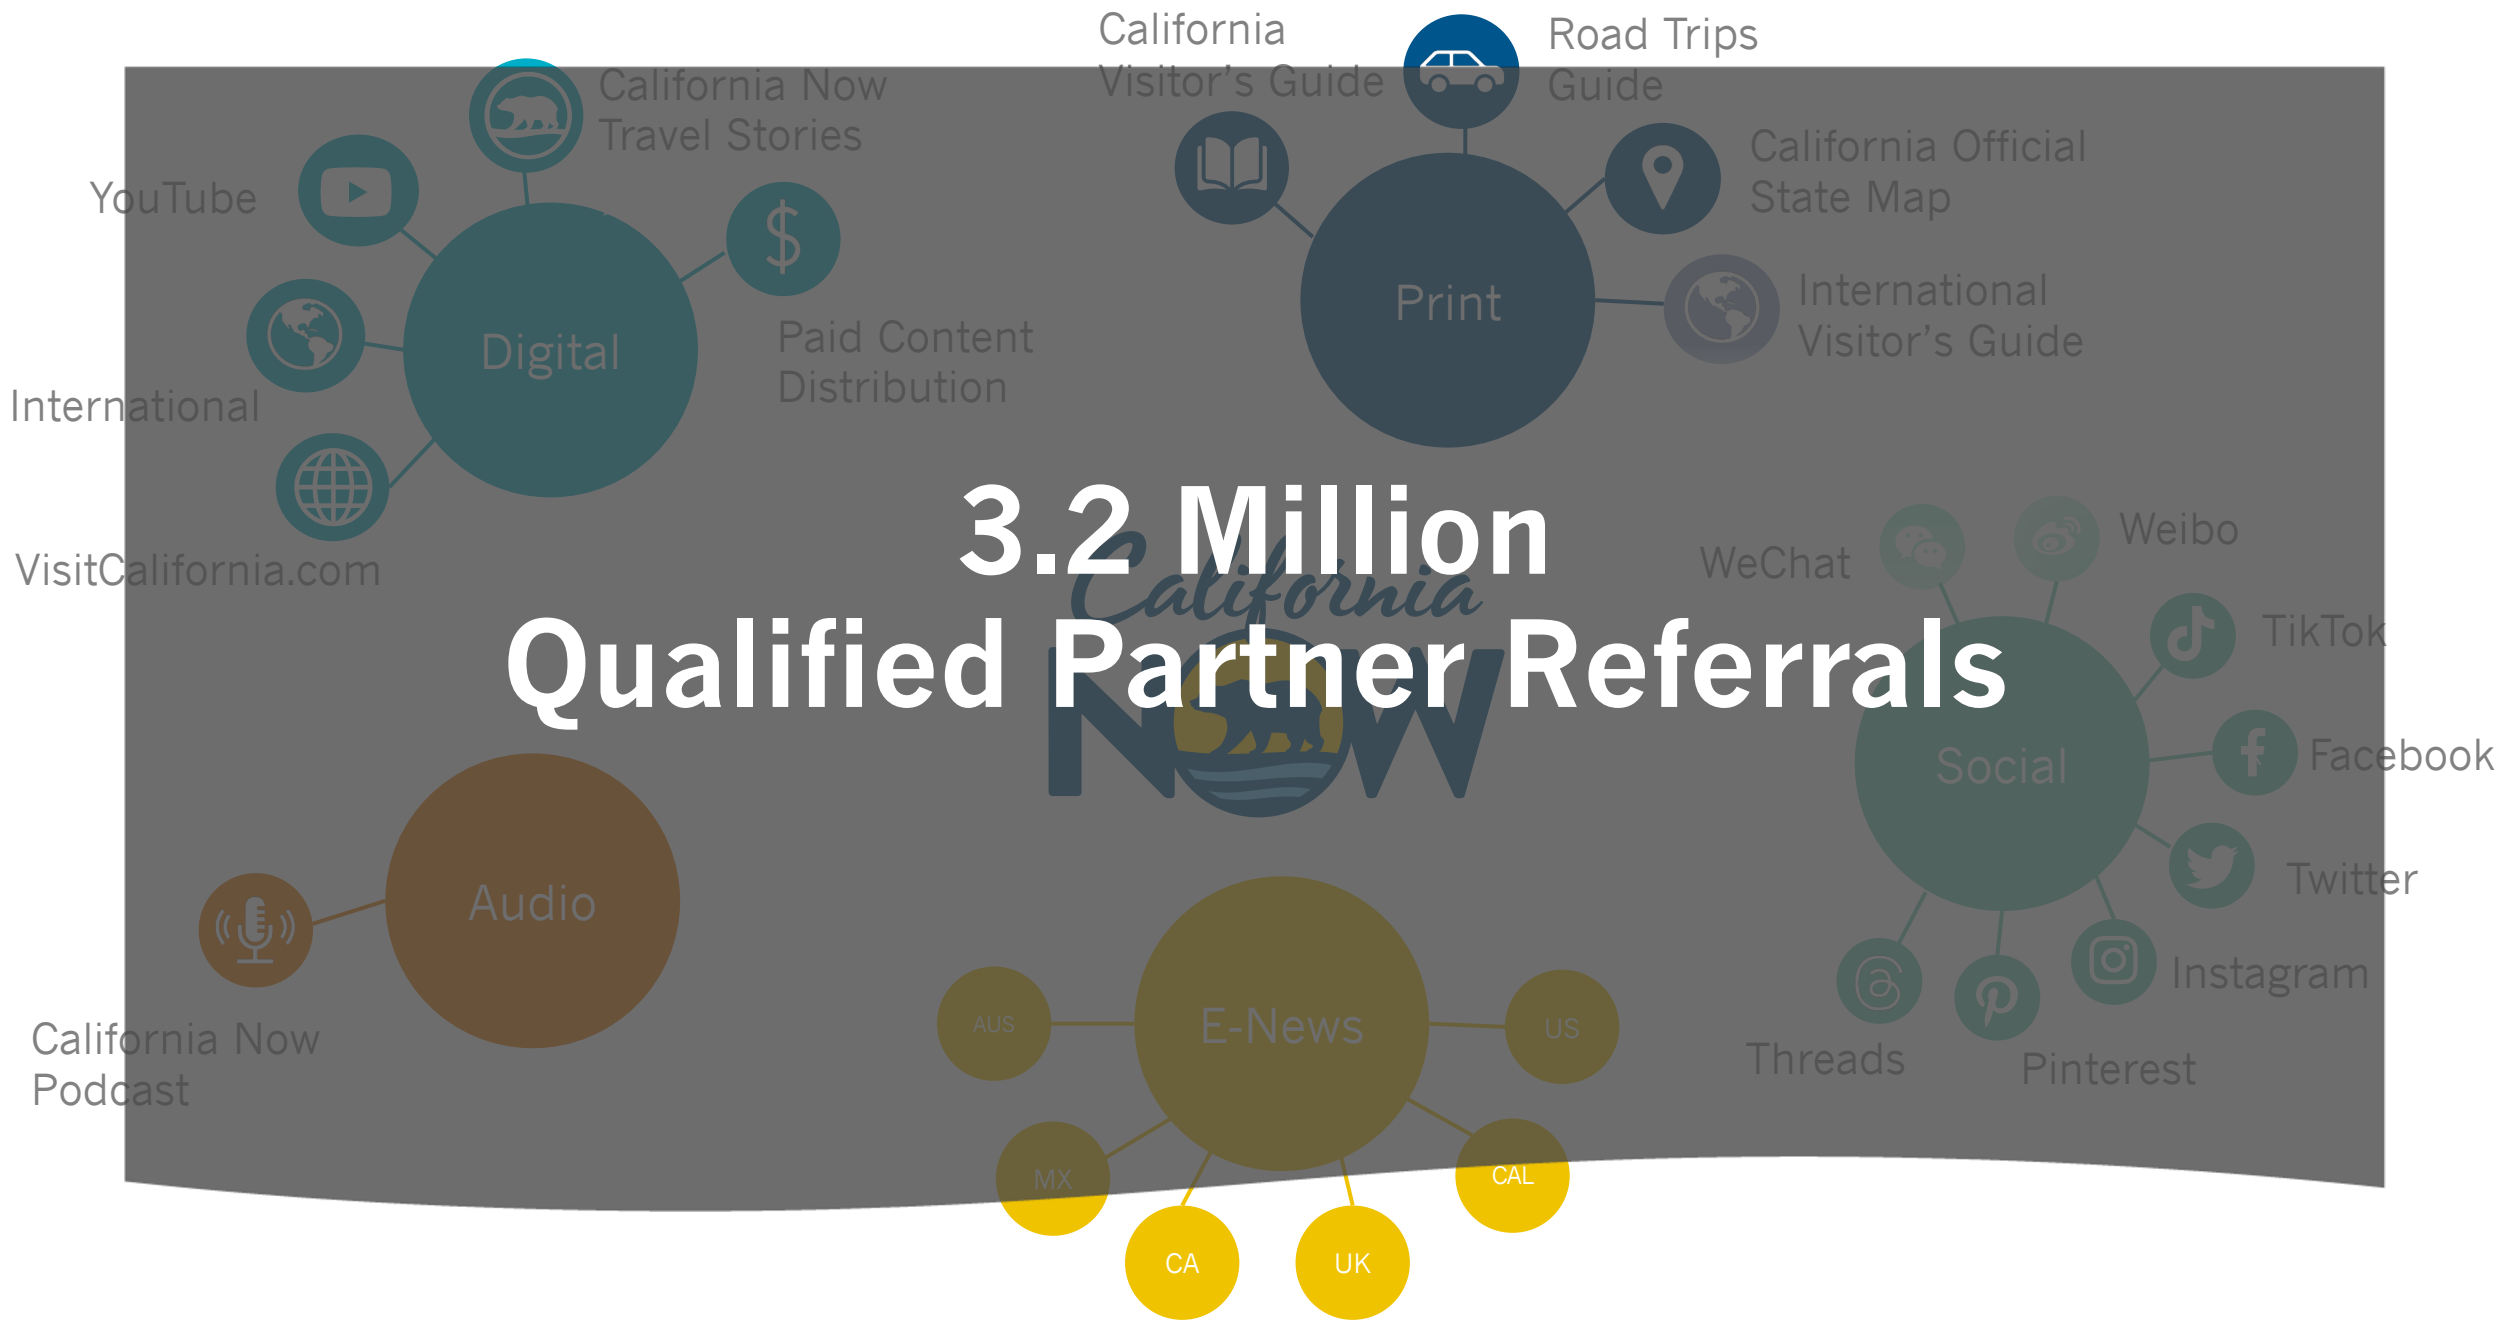 California
Visitor's Guide
Road Trips
Guide
California Now
Travel Stories
YouTube
California Official
State Map
International
Visitor's Guide
Print
Digital
Paid Content
Distribution
International
VisitCalifornia.com
3.2 Million
Qualified Partner Referrals
California
NOW
WeChat
Weibo
TikTok
Facebook
Social
Twitter
Instagram
Threads
Pinterest
Audio
California Now
Podcast
E-News
AUS
US
MX
CAL
CA
UK